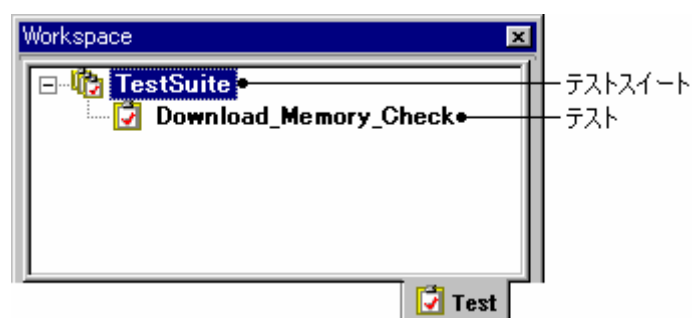 Workspace
TestSuite
テストスイート
Download_Memory_Check
テスト
Test